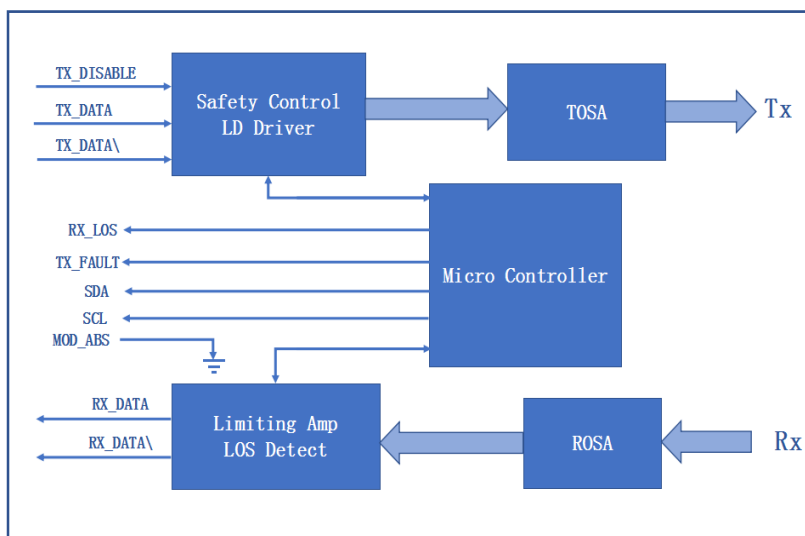 TX_DISABLE
TX_DATA
TX_DATA\
Safety Control
LD Driver
TOSA
Tx
RX_LOS
TX_FAULT
SDA
SCL
MOD_ABS
Micro Controller
RX_DATA
RX_DATA\
Limiting Amp
LOS Detect
ROSA
Rx